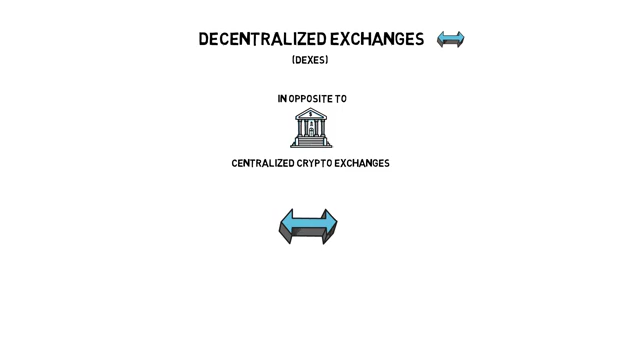 DECENTRALIZED EXCHANGES
(DEXES)
IN OPPOSITE TO
CENTRALIZED CRYPTO EXCHANGES